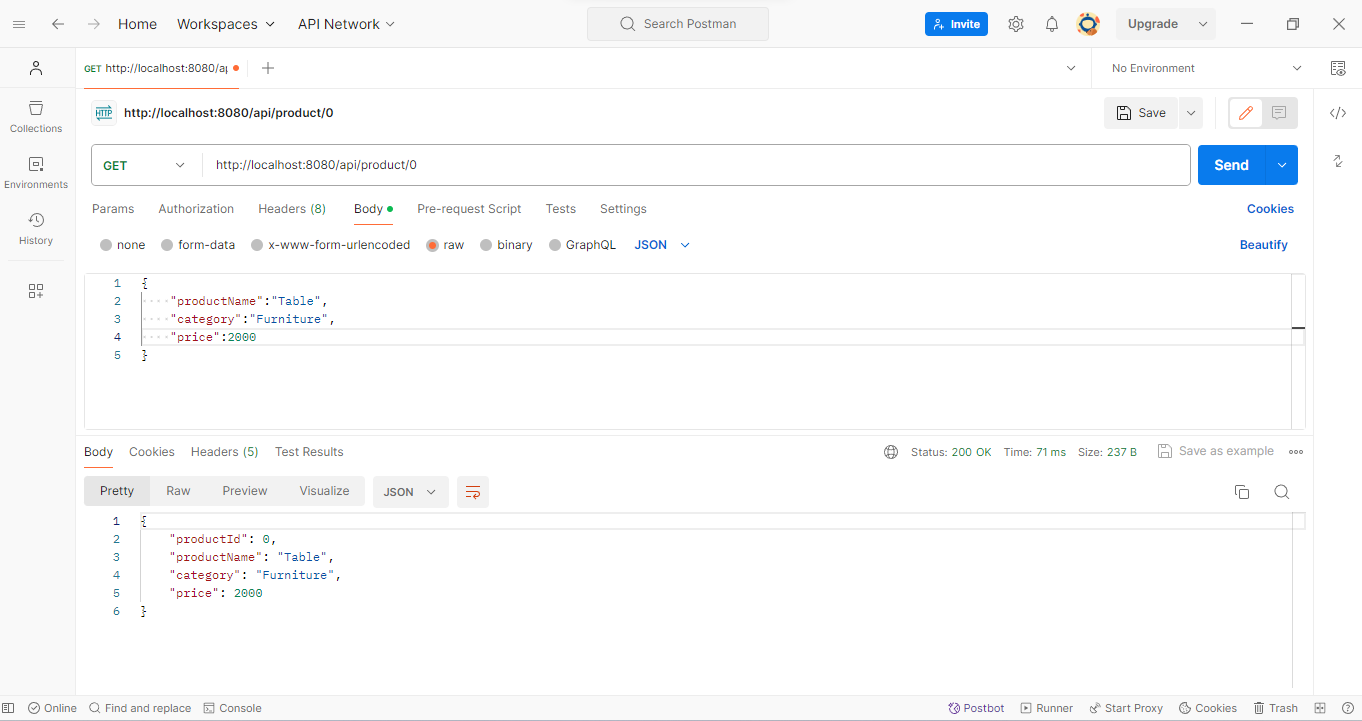 Home Workspaces API Network Search Postman Invite Upgrade
GET http://localhost:8080/ap No Environment
HTTP http://localhost:8080/api/product/0 Save
GET http://localhost:8080/api/product/0 Send
Collections
Environments
History
Params Authorization Headers (8) Body Pre-request Script Tests Settings Cookies
none form-data x-www-form-urlencoded raw binary GraphQL JSON Beautify
1 {
2 ····"productName":"Table",
3 ····"category":"Furniture",
4 ····"price":2000
5 }
Body Cookies Headers (5) Test Results Status: 200 OK Time: 71 ms Size: 237 B Save as example
Pretty Raw Preview Visualize JSON
1 {
2 "productId": 0,
3 "productName": "Table",
4 "category": "Furniture",
5 "price": 2000
6 }
Online Find and replace Console Postbot Runner Start Proxy Cookies Trash